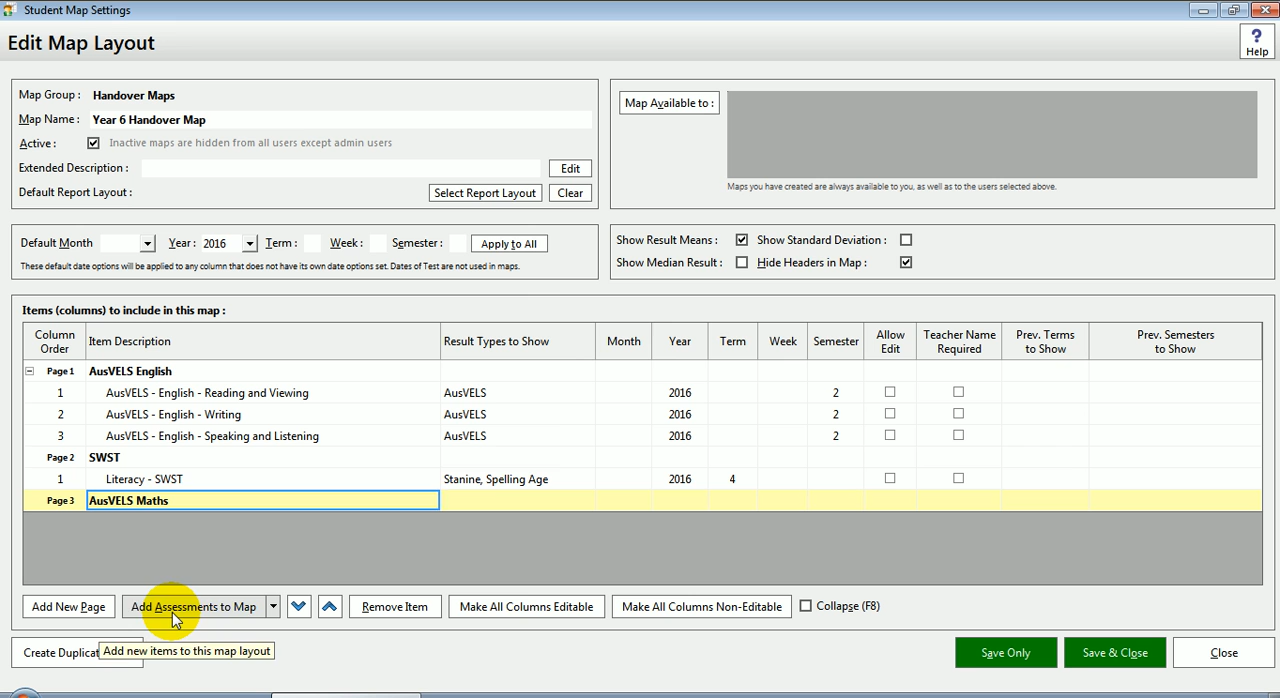 Student Map Settings
Edit Map Layout
? Help
Map Group : Handover Maps
Map Name : Year 6 Handover Map
Active : Inactive maps are hidden from all users except admin users
Extended Description : Edit
Default Report Layout : Select Report Layout Clear
Map Available to :
Maps you have created are always available to you, as well as to the users selected above.
Default Month Year : 2016 Term : Week : Semester : Apply to All
These default date options will be applied to any column that does not have its own date options set. Dates of Test are not used in maps.
Show Result Means : Show Standard Deviation :
Show Median Result : Hide Headers in Map :
Items (columns) to include in this map :
Column Order Item Description Result Types to Show Month Year Term Week Semester Allow Edit Teacher Name Required Prev. Terms to Show Prev. Semesters to Show
Page 1 AusVELS English
1 AusVELS - English - Reading and Viewing AusVELS 2016 2
2 AusVELS - English - Writing AusVELS 2016 2
3 AusVELS - English - Speaking and Listening AusVELS 2016 2
Page 2 SWST
1 Literacy - SWST Stanine, Spelling Age 2016 4
Page 3 AusVELS Maths
Add New Page Add Assessments to Map Remove Item Make All Columns Editable Make All Columns Non-Editable Collapse (F8)
Create Duplicat Add new items to this map layout Save Only Save & Close Close